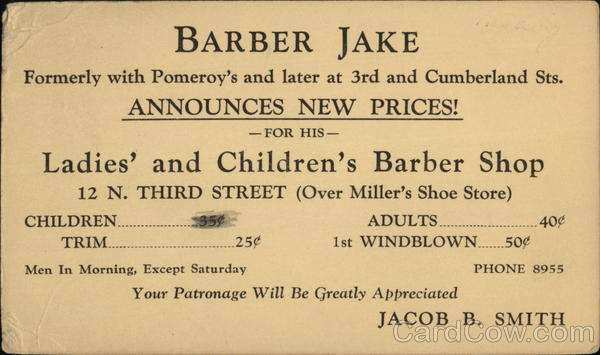 BARBER JAKE
Formerly with Pomeroy's and later at 3rd and Cumberland Sts.
ANNOUNCES NEW PRICES!
—FOR HIS—
Ladies' and Children's Barber Shop
12 N. THIRD STREET (Over Miller's Shoe Store)
CHILDREN..........35¢ ADULTS..........40¢
TRIM..........25¢ 1st WINDBLOWN.....50¢
Men In Morning, Except Saturday PHONE 8955
Your Patronage Will Be Greatly Appreciated
JACOB B. SMITH
CardCow.com